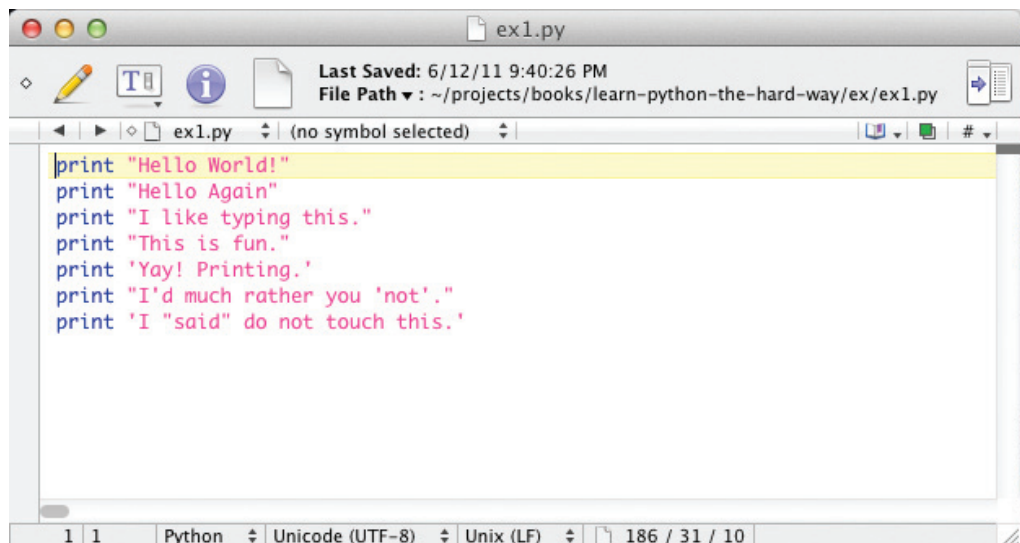 ex1.py
Last Saved: 6/12/11 9:40:26 PM
File Path ▾ : ~/projects/books/learn-python-the-hard-way/ex/ex1.py
ex1.py (no symbol selected) #
print "Hello World!"
print "Hello Again"
print "I like typing this."
print "This is fun."
print 'Yay! Printing.'
print "I'd much rather you 'not'."
print 'I "said" do not touch this.'
1 1 Python Unicode (UTF-8) Unix (LF) 186 / 31 / 10